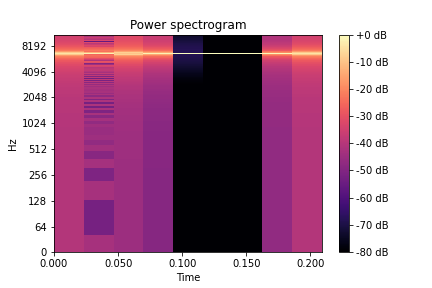 Power spectrogram
8192
4096
2048
1024
512
256
128
64
0
Hz
0.000 0.050 0.100 0.150 0.200
Time
+0 dB
-10 dB
-20 dB
-30 dB
-40 dB
-50 dB
-60 dB
-70 dB
-80 dB